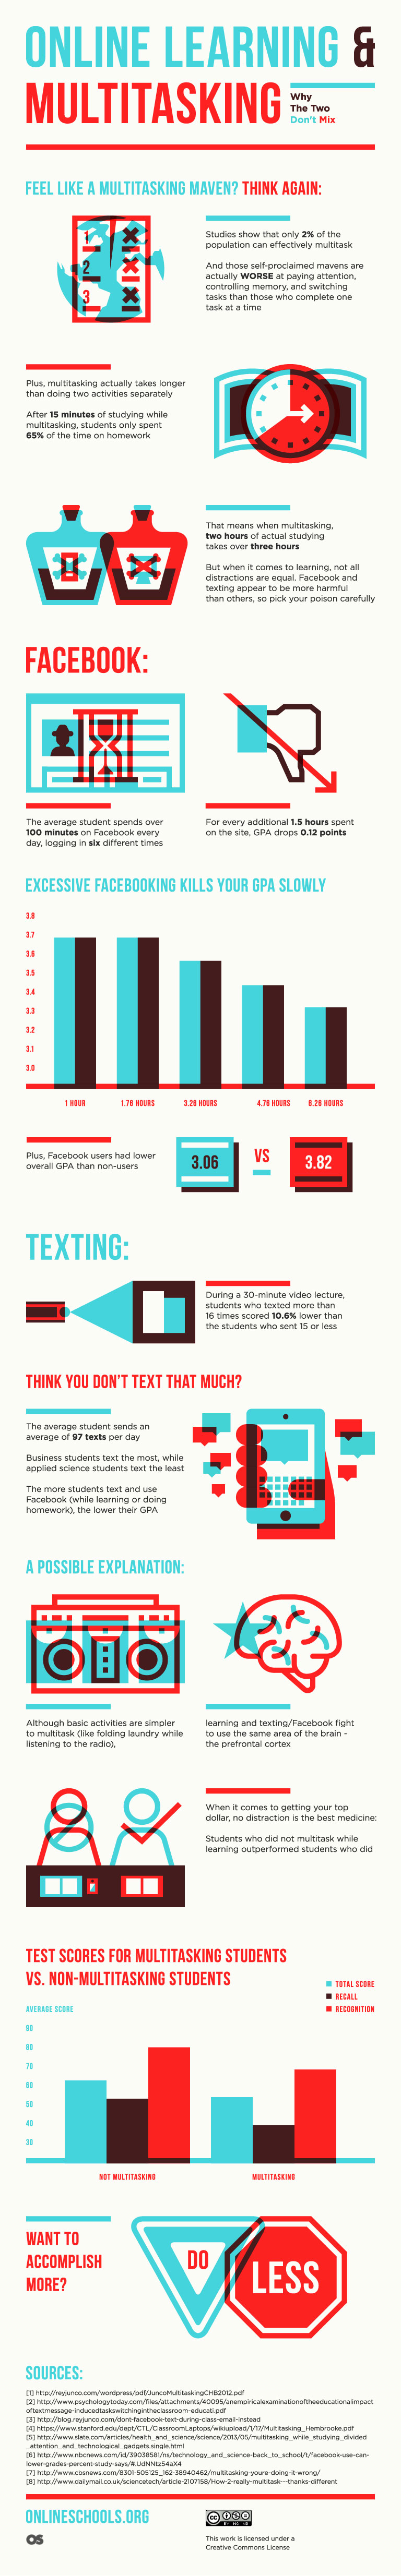 ONLINE LEARNING &
MULTITASKING
Why
The Two
Don't Mix
FEEL LIKE A MULTITASKING MAVEN? THINK AGAIN:
1
2
3
Studies show that only 2% of the
population can effectively multitask
And those self-proclaimed mavens are
actually WORSE at paying attention,
controlling memory, and switching
tasks than those who complete one
task at a time
Plus, multitasking actually takes longer
than doing two activities separately
After 15 minutes of studying while
multitasking, students only spent
65% of the time on homework
That means when multitasking,
two hours of actual studying
takes over three hours
But when it comes to learning, not all
distractions are equal. Facebook and
texting appear to be more harmful
than others, so pick your poison carefully
FACEBOOK:
The average student spends over
100 minutes on Facebook every
day, logging in six different times
For every additional 1.5 hours spent
on the site, GPA drops 0.12 points
EXCESSIVE FACEBOOKING KILLS YOUR GPA SLOWLY
3.8
3.7
3.6
3.5
3.4
3.3
3.2
3.1
3.0
1 HOUR 1.76 HOURS 3.26 HOURS 4.76 HOURS 6.26 HOURS
Plus, Facebook users had lower
overall GPA than non-users
3.06 VS 3.82
TEXTING:
During a 30-minute video lecture,
students who texted more than
16 times scored 10.6% lower than
the students who sent 15 or less
THINK YOU DON'T TEXT THAT MUCH?
The average student sends an
average of 97 texts per day
Business students text the most, while
applied science students text the least
The more students text and use
Facebook (while learning or doing
homework), the lower their GPA
A POSSIBLE EXPLANATION:
Although basic activities are simpler
to multitask (like folding laundry while
listening to the radio),
learning and texting/Facebook fight
to use the same area of the brain -
the prefrontal cortex
When it comes to getting your top
dollar, no distraction is the best medicine:
Students who did not multitask while
learning outperformed students who did
TEST SCORES FOR MULTITASKING STUDENTS
VS. NON-MULTITASKING STUDENTS
TOTAL SCORE
RECALL
RECOGNITION
AVERAGE SCORE
90
80
70
60
50
40
30
NOT MULTITASKING MULTITASKING
WANT TO
ACCOMPLISH
MORE?
DO
LESS
SOURCES:
[1] http://reyjunco.com/wordpress/pdf/JuncoMultitaskingCHB2012.pdf
[2] http://www.psychologytoday.com/files/attachments/40095/anempiricalexaminationoftheeducationalimpact
oftextmessage-inducedtaskswitchingintheclassroom-educati.pdf
[3] http://blog.reyjunco.com/dont-facebook-text-during-class-email-instead
[4] https://www.stanford.edu/dept/CTL/ClassroomLaptops/wikiupload/1/17/Multitasking_Hembrooke.pdf
[5] http://www.slate.com/articles/health_and_science/science/2013/05/multitasking_while_studying_divided
_attention_and_technological_gadgets.single.html
[6] http://www.nbcnews.com/id/39038581/ns/technology_and_science-back_to_school/t/facebook-use-can-
lower-grades-percent-study-says/#.UdNNtz54aX4
[7] http://www.cbsnews.com/8301-505125_162-38940462/multitasking-youre-doing-it-wrong/
[8] http://www.dailymail.co.uk/sciencetech/article-2107158/How-2-really-multitask---thanks-different
ONLINESCHOOLS.ORG
OS
CC
BY NC ND
This work is licensed under a
Creative Commons License